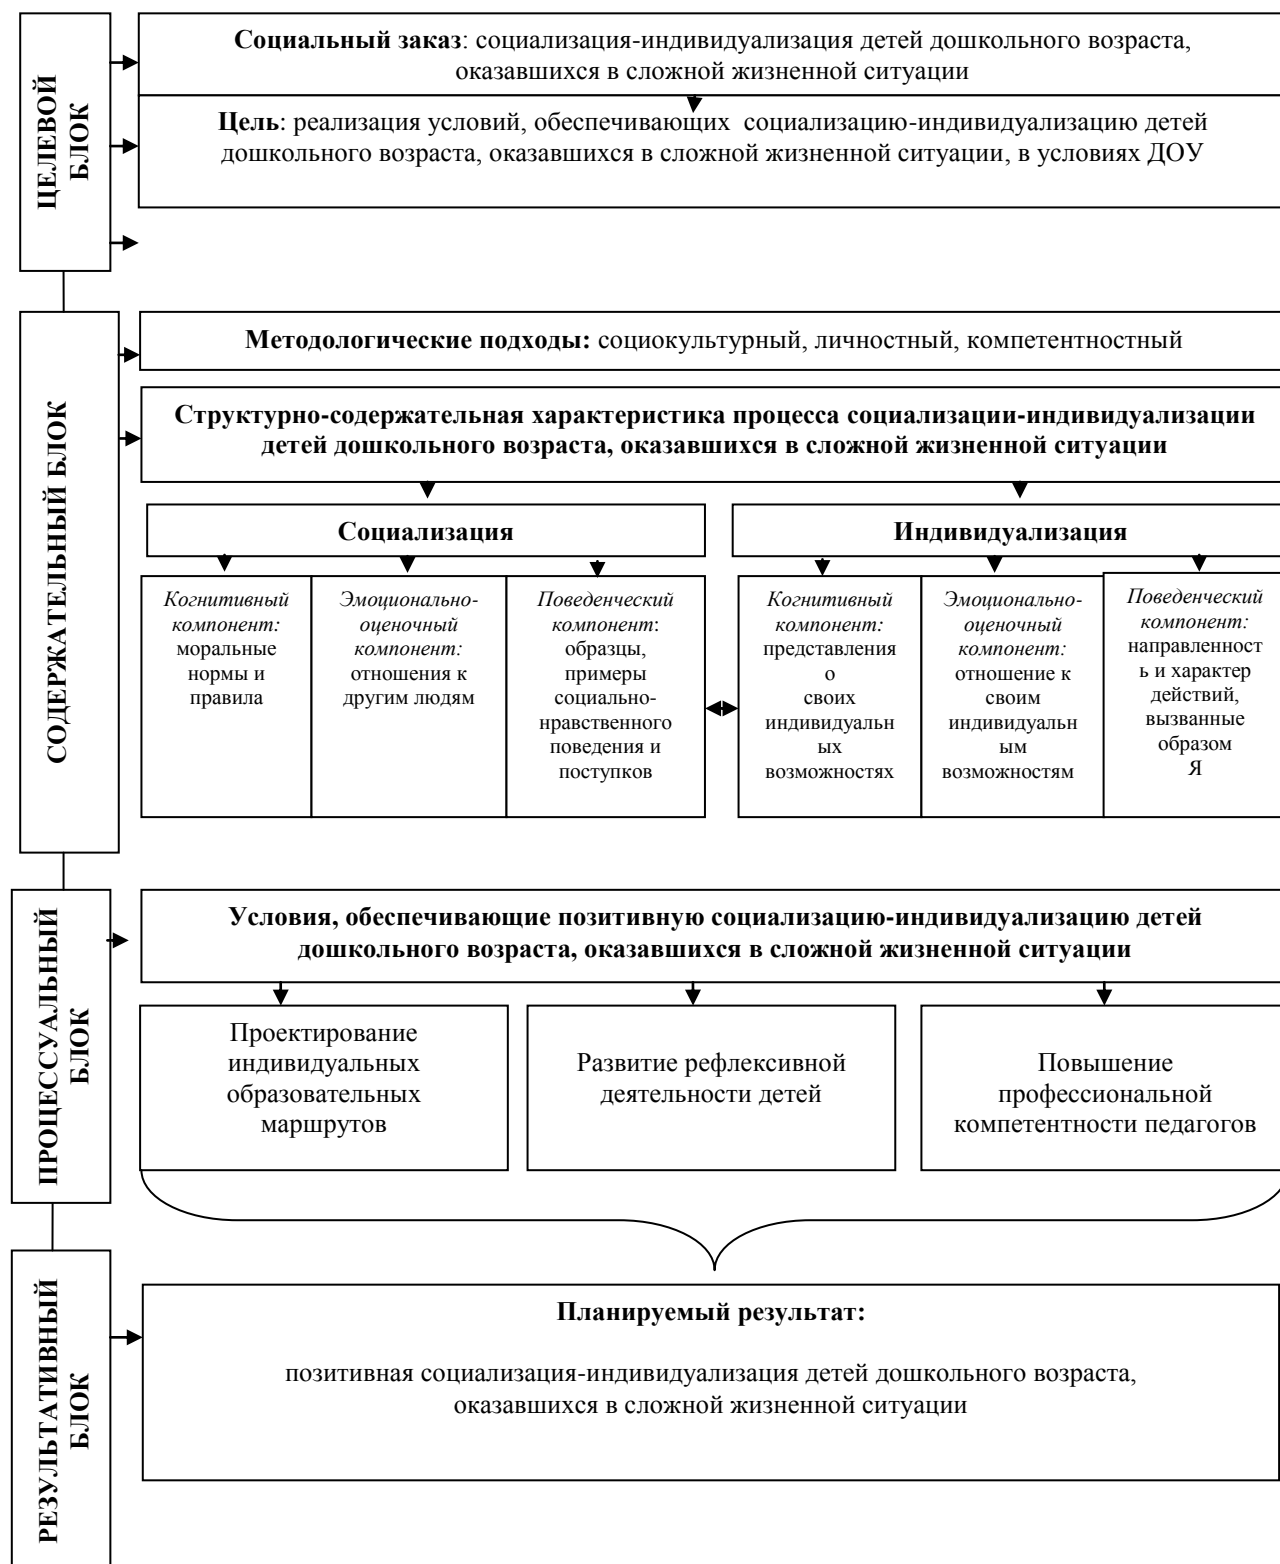 ЦЕЛЕВОЙ
БЛОК
Социальный заказ: социализация-индивидуализация детей дошкольного возраста,
оказавшихся в сложной жизненной ситуации
Цель: реализация условий, обеспечивающих социализацию-индивидуализацию детей
дошкольного возраста, оказавшихся в сложной жизненной ситуации, в условиях ДОУ
СОДЕРЖАТЕЛЬНЫЙ БЛОК
Методологические подходы: социокультурный, личностный, компетентностный
Структурно-содержательная характеристика процесса социализации-индивидуализации
детей дошкольного возраста, оказавшихся в сложной жизненной ситуации
Социализация
Когнитивный
компонент:
моральные
нормы и
правила
Эмоционально-
оценочный
компонент:
отношения к
другим людям
Поведенческий
компонент:
образцы,
примеры
социально-
нравственного
поведения и
поступков
Индивидуализация
Когнитивный
компонент:
представления
о
своих
индивидуальн
ых
возможностях
Эмоционально-
оценочный
компонент:
отношение к
своим
индивидуальн
ым
возможностям
Поведенческий
компонент:
направленност
ь и характер
действий,
вызванные
образом
Я
ПРОЦЕССУАЛЬНЫЙ
БЛОК
Условия, обеспечивающие позитивную социализацию-индивидуализацию детей
дошкольного возраста, оказавшихся в сложной жизненной ситуации
Проектирование
индивидуальных
образовательных
маршрутов
Развитие рефлексивной
деятельности детей
Повышение
профессиональной
компетентности педагогов
РЕЗУЛЬТАТИВНЫЙ
БЛОК
Планируемый результат:
позитивная социализация-индивидуализация детей дошкольного возраста,
оказавшихся в сложной жизненной ситуации